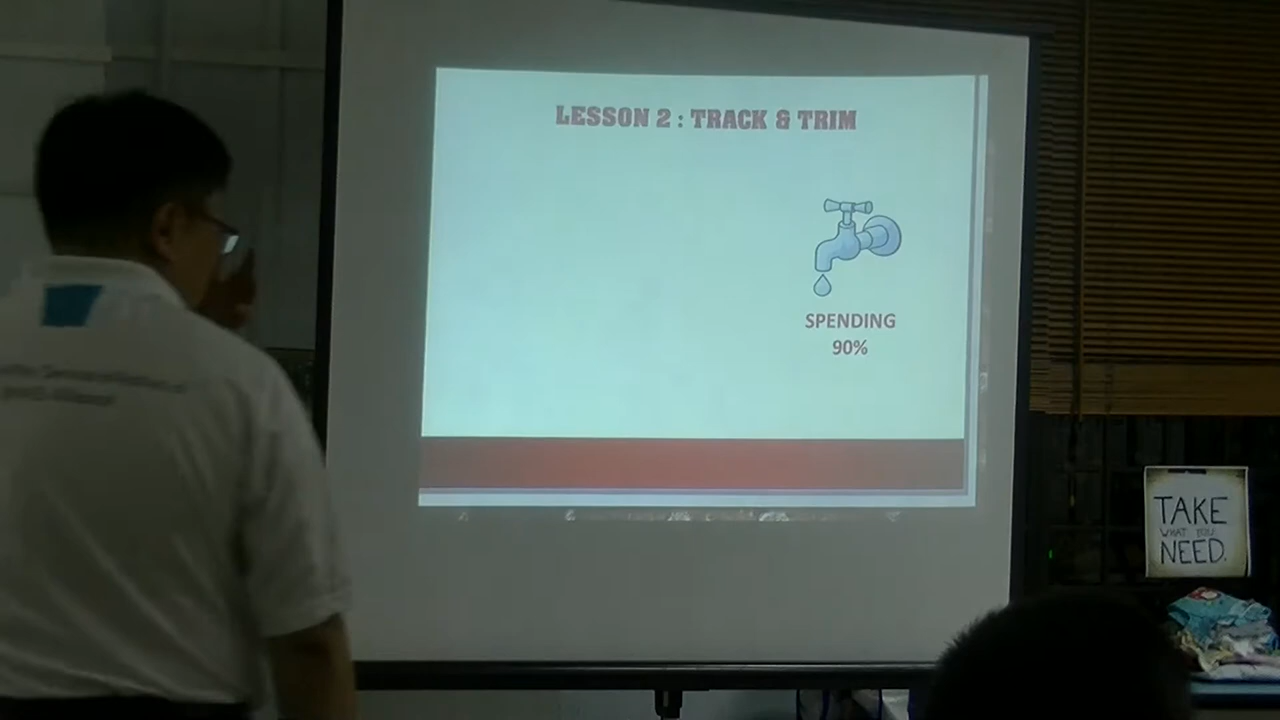 LESSON 2 : TRACK & TRIM
SPENDING
90%
TAKE
WHAT YOU
NEED.